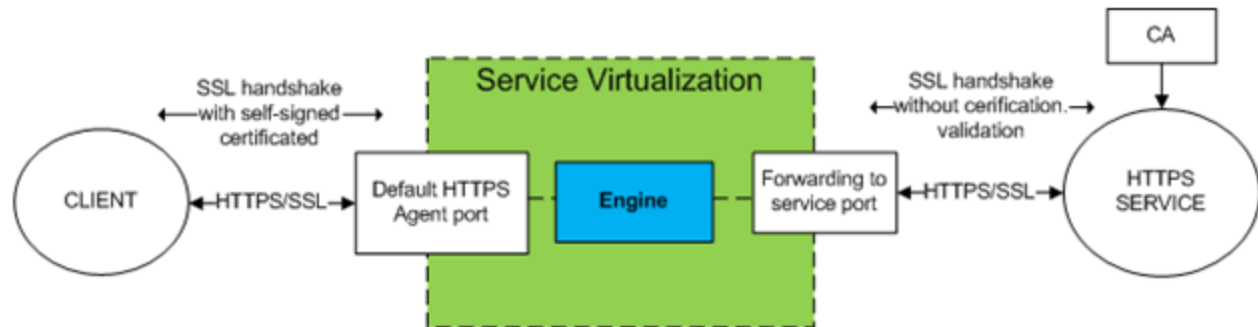 CA
Service Virtualization
SSL handshake
with self-signed
certificated
SSL handshake
without cerification.
validation
CLIENT
HTTPS/SSL
Default HTTPS
Agent port
Engine
Forwarding to
service port
HTTPS/SSL
HTTPS
SERVICE